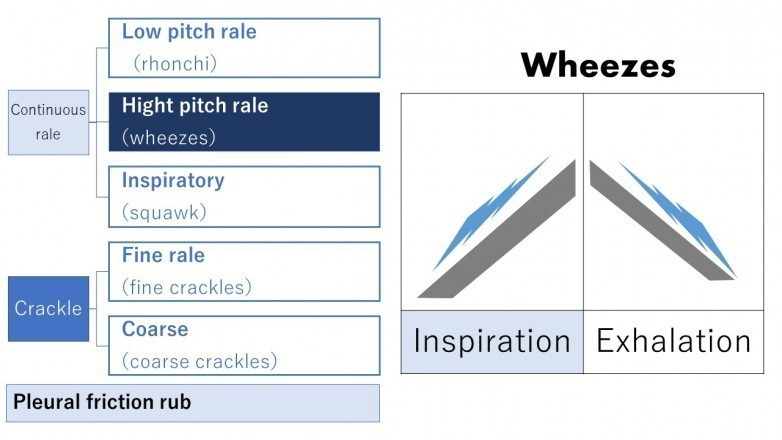 Low pitch rale
(rhonchi)
Continuous
rale
Hight pitch rale
(wheezes)
Inspiratory
(squawk)
Fine rale
(fine crackles)
Crackle
Coarse
(coarse crackles)
Pleural friction rub
Wheezes
Inspiration
Exhalation